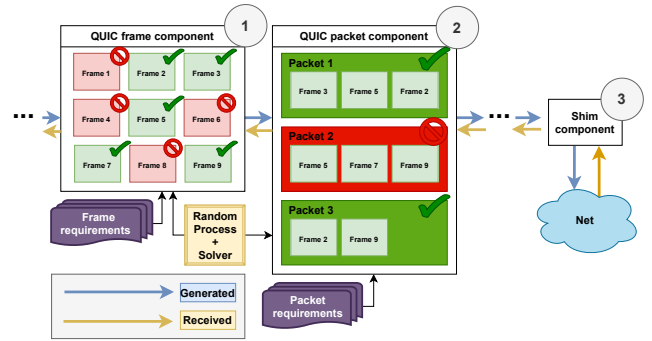 QUIC frame component
1
Frame 1
Frame 2
Frame 3
Frame 4
Frame 5
Frame 6
Frame 7
Frame 8
Frame 9
Frame
requirements
Random
Process
+
Solver
QUIC packet component
2
Packet 1
Frame 3
Frame 5
Frame 2
Packet 2
Frame 5
Frame 7
Frame 9
Packet 3
Frame 2
Frame 9
Packet
requirements
...
...
3
Shim
component
Net
Generated
Received